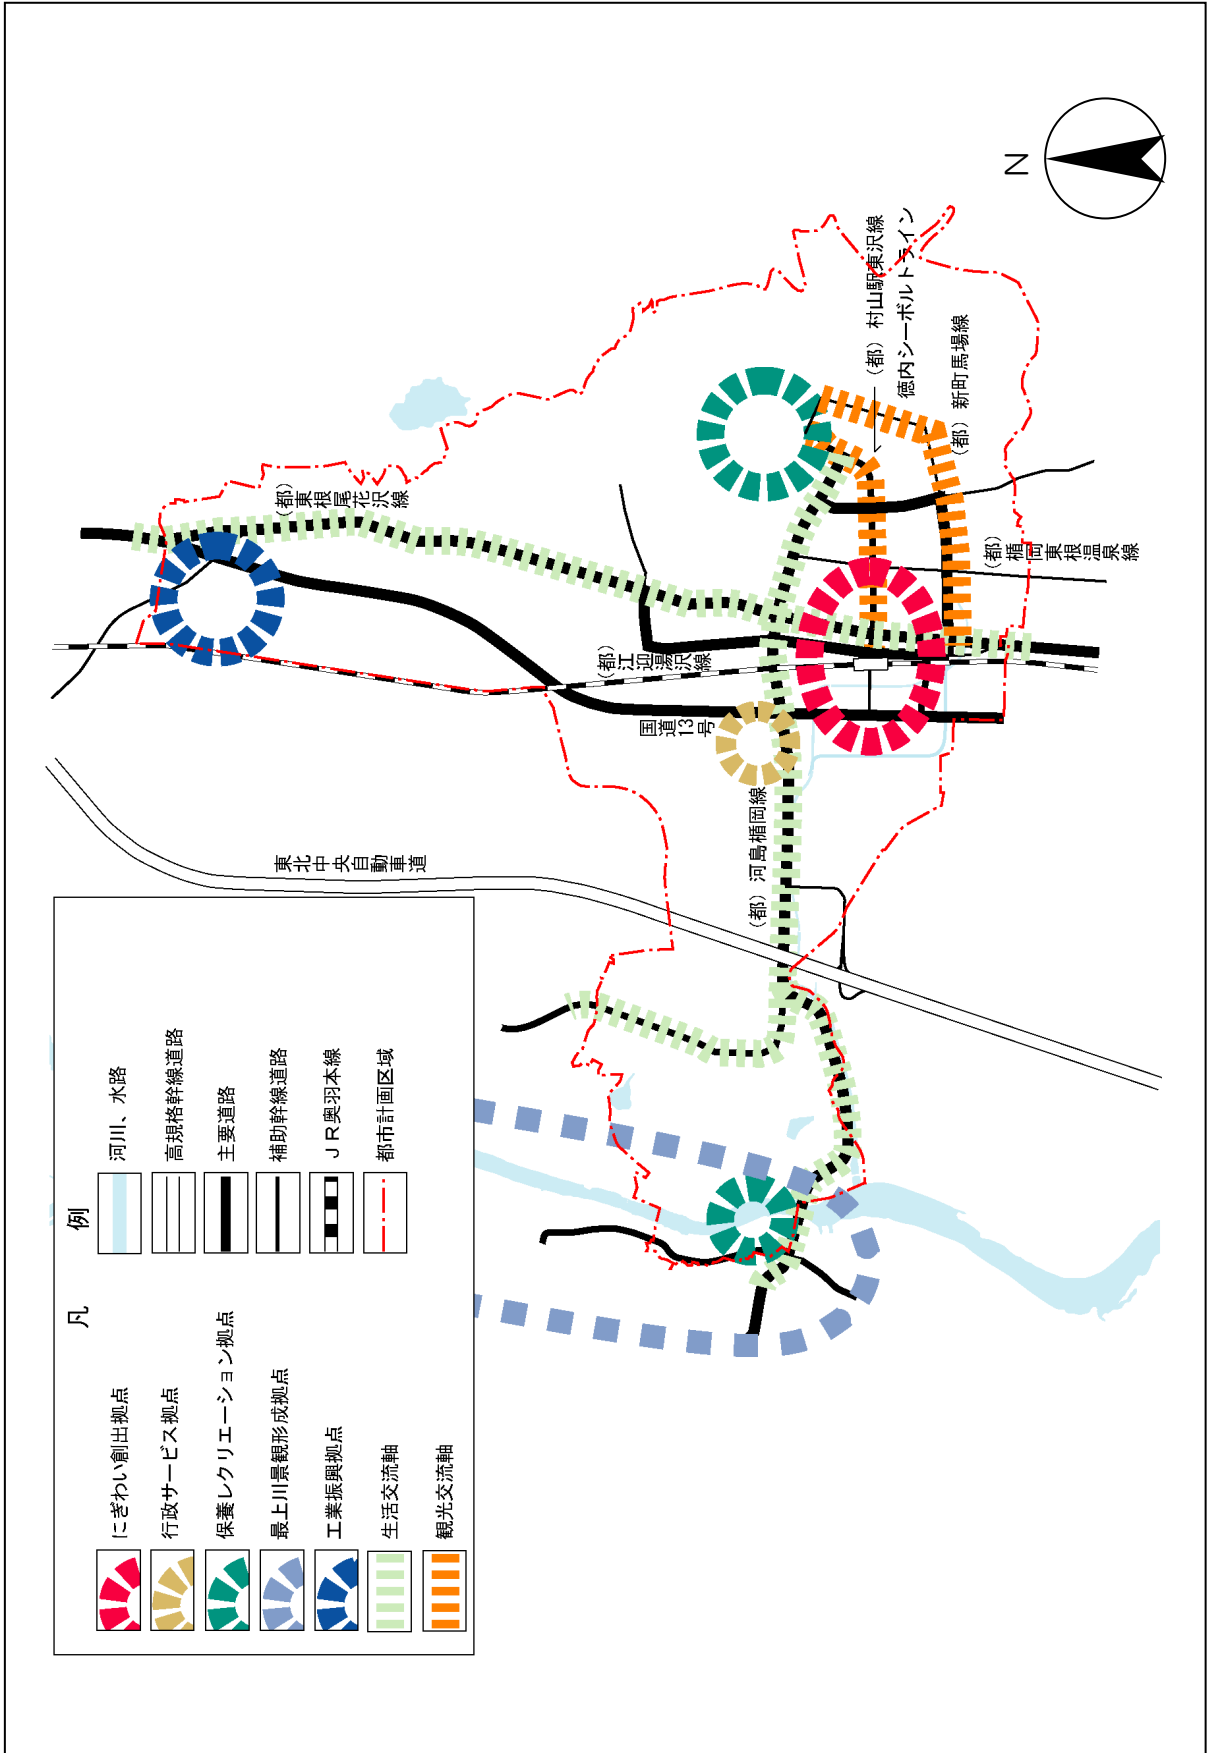 凡　例
にぎわい創出拠点
行政サービス拠点
保養レクリエーション拠点
最上川景観形成拠点
工業振興拠点
生活交流軸
観光交流軸
河川、水路
高規格幹線道路
主要道路
補助幹線道路
ＪＲ奥羽本線
都市計画区域
東北中央自動車道
（都）東根尾花沢線
（都）江迎湯沢線
国道13号
（都）河島楯岡線
（都）村山駅東沢線
徳内シーボルトライン
（都）新町馬場線
（都）楯岡東根温泉線
N